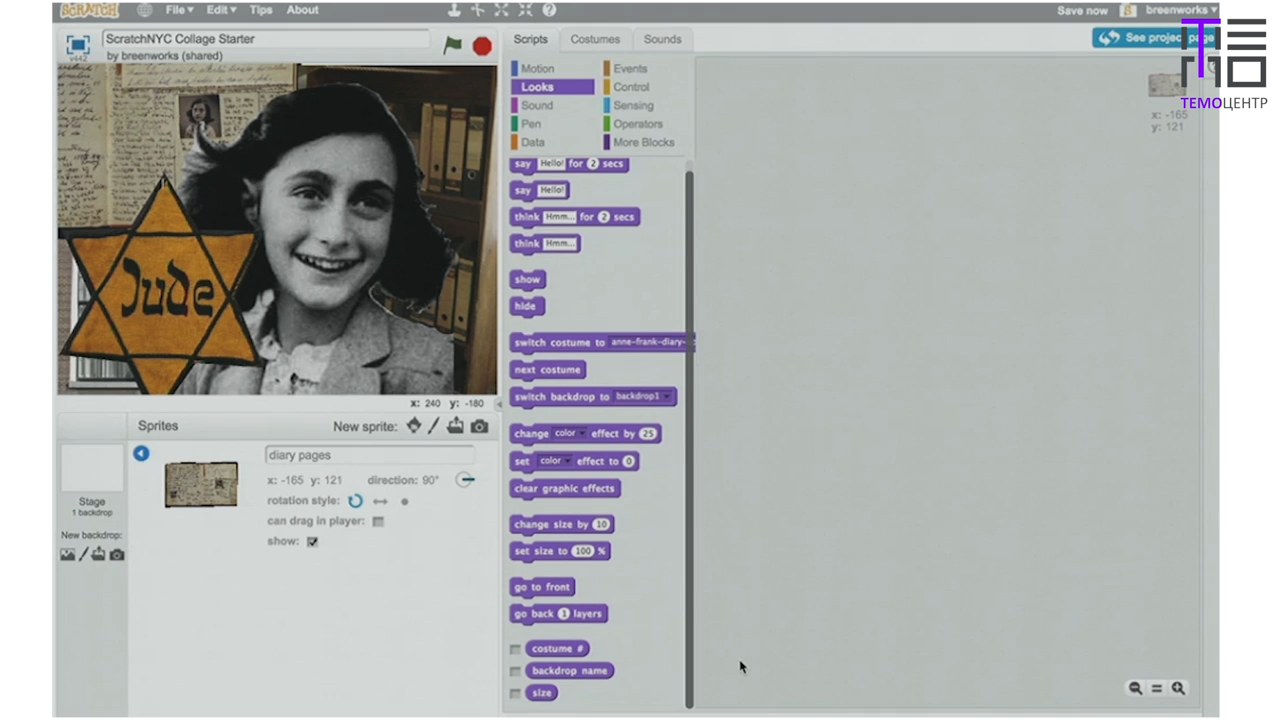 SCRATCH
File
Edit
Tips
About
Save now
breenworks
ScratchNYC Collage Starter
by breenworks (shared)
v442
Scripts
Costumes
Sounds
See project page
ТЕМОЦЕНТР
Motion
Looks
Sound
Pen
Data
Events
Control
Sensing
Operators
More Blocks
x: -165
y: 121
Jude
say Hello! for 2 secs
say Hello!
think Hmm... for 2 secs
think Hmm...
show
hide
switch costume to anne-frank-diary-
next costume
switch backdrop to backdrop1
change color effect by 25
set color effect to 0
clear graphic effects
change size by 10
set size to 100 %
go to front
go back 1 layers
costume #
backdrop name
size
x: 240 y: -180
Sprites
New sprite:
diary pages
x: -165 y: 121 direction: 90°
rotation style:
can drag in player:
show:
Stage
1 backdrop
New backdrop: